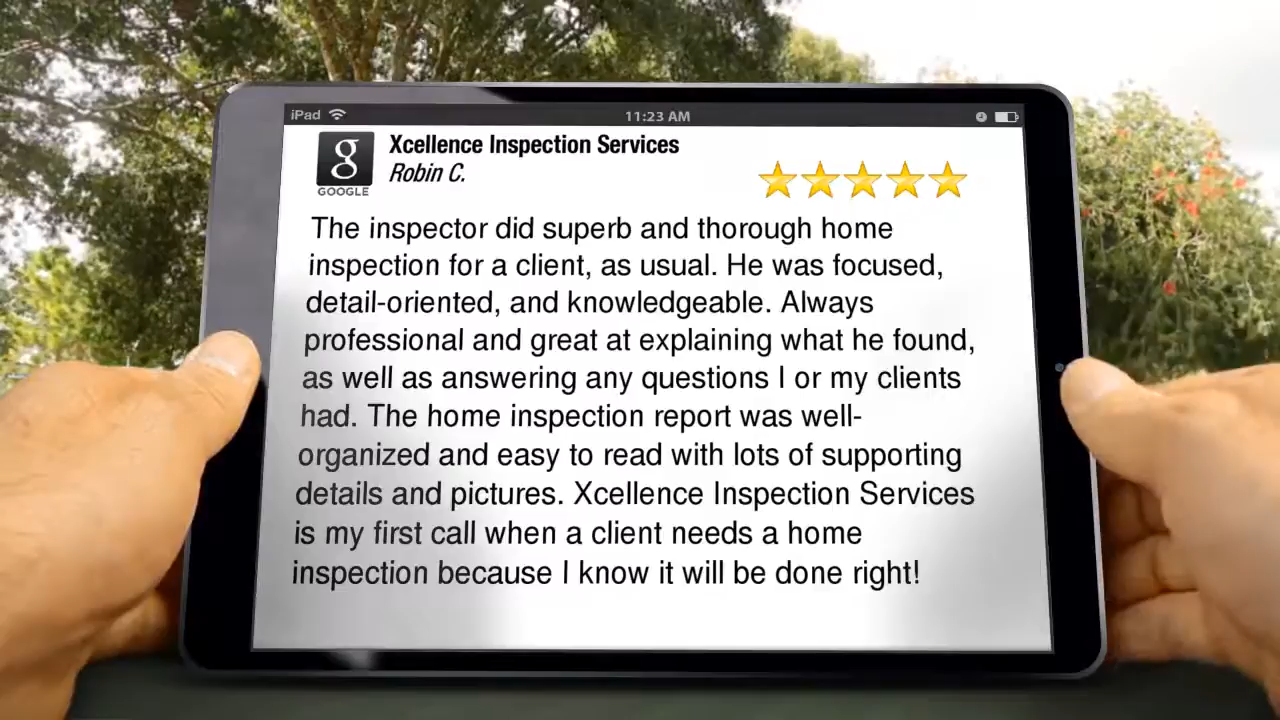 iPad
11:23 AM
g
GOOGLE
Xcellence Inspection Services
Robin C.
The inspector did superb and thorough home
inspection for a client, as usual. He was focused,
detail-oriented, and knowledgeable. Always
professional and great at explaining what he found,
as well as answering any questions I or my clients
had. The home inspection report was well-
organized and easy to read with lots of supporting
details and pictures. Xcellence Inspection Services
is my first call when a client needs a home
inspection because I know it will be done right!